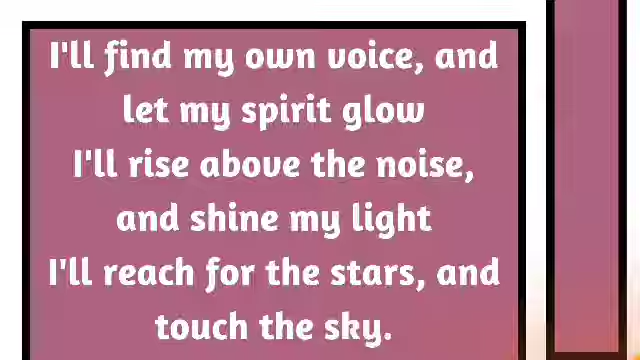 I'll find my own voice, and
let my spirit glow
I'll rise above the noise,
and shine my light
I'll reach for the stars, and
touch the sky.